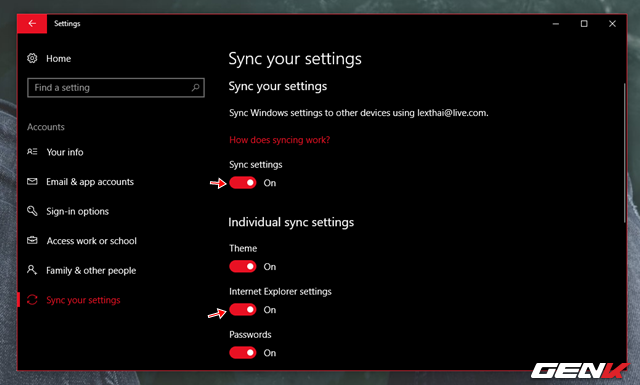 Settings
Home
Find a setting
Accounts
Your info
Email & app accounts
Sign-in options
Access work or school
Family & other people
Sync your settings
Sync your settings
Sync your settings
Sync Windows settings to other devices using lexthai@live.com.
How does syncing work?
Sync settings
On
Individual sync settings
Theme
On
Internet Explorer settings
On
Passwords
On
GENK